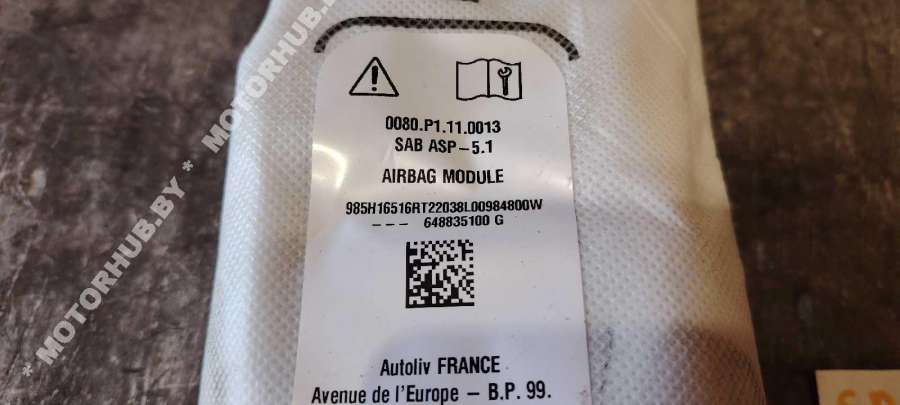 0080.P1.11.0013
SAB ASP-5.1
AIRBAG MODULE
985H16516RT22038L00984800W
--- 648835100 G
Autoliv FRANCE
Avenue de l'Europe - B.P. 99.
* MOTORHUB.BY * MOTORHUB.BY